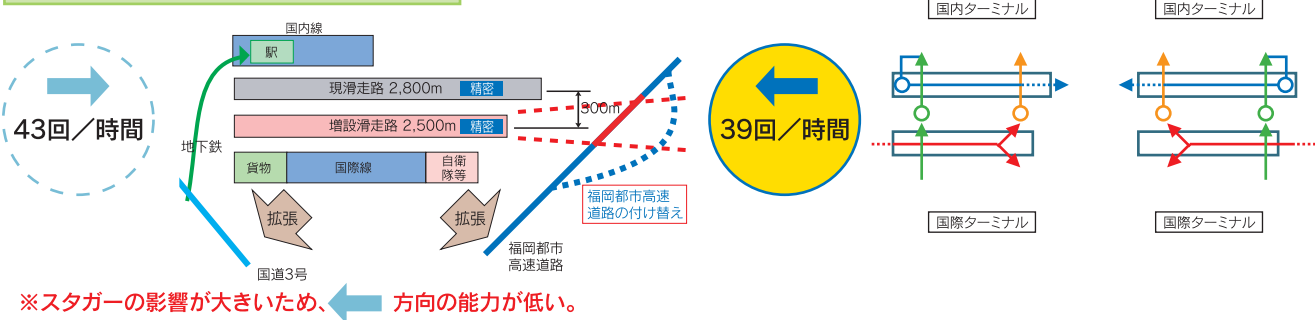 国内線
駅
43回／時間
現滑走路 2,800m 精密
300m
増設滑走路 2,500m 精密
地下鉄
貨物
国際線
自衛
隊等
拡張
拡張
福岡都市高速
道路の付け替え
福岡都市
高速道路
国道3号
39回／時間
国内ターミナル
国際ターミナル
国内ターミナル
国際ターミナル
※スタガーの影響が大きいため、 方向の能力が低い。